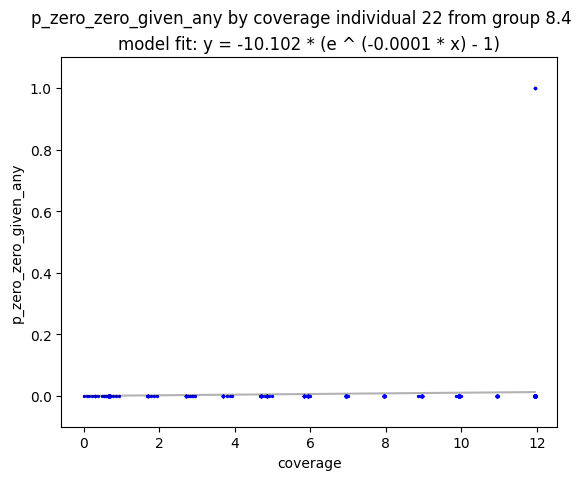 p_zero_zero_given_any by coverage individual 22 from group 8.4
model fit: y = -10.102 * (e ^ (-0.0001 * x) - 1)
1.0
0.8
0.6
0.4
0.2
0.0
p_zero_zero_given_any
0 2 4 6 8 10 12
coverage